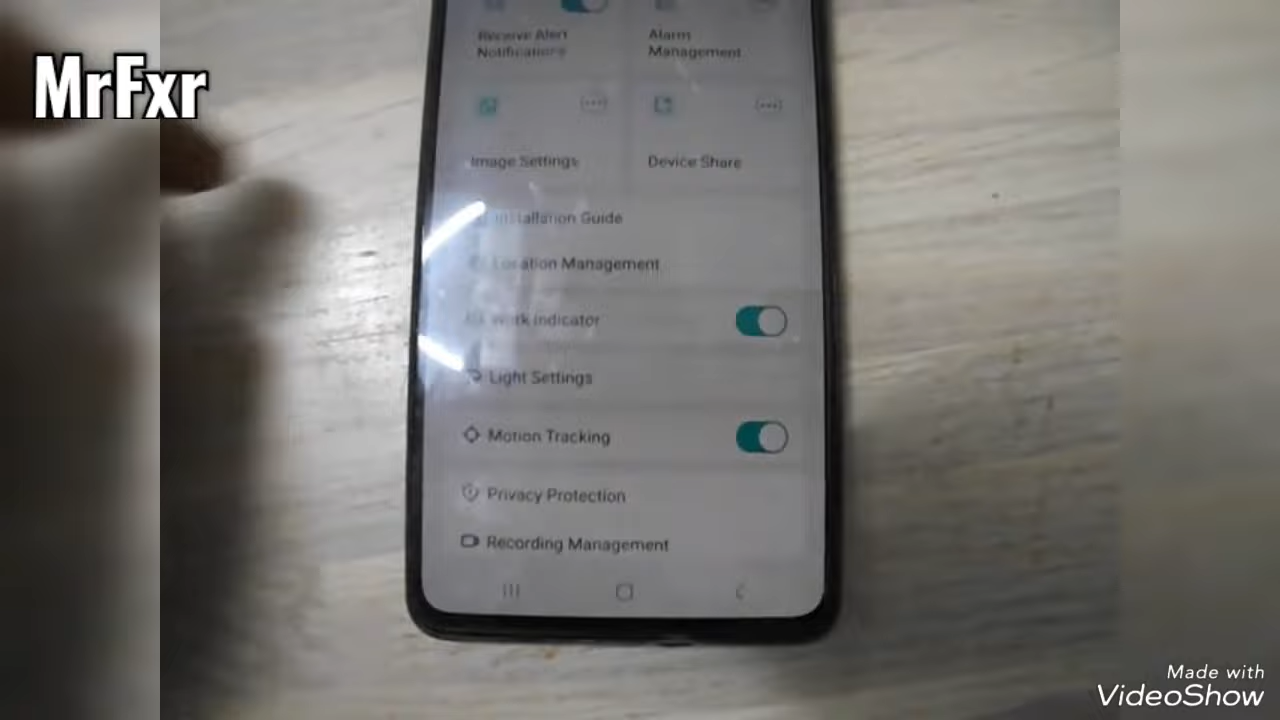 MrFxr
Receive Alert
Notifications
Alarm
Management
Image Settings
Device Share
Installation Guide
Location Management
Work Indicator
Light Settings
Motion Tracking
Privacy Protection
Recording Management
Made with
VideoShow